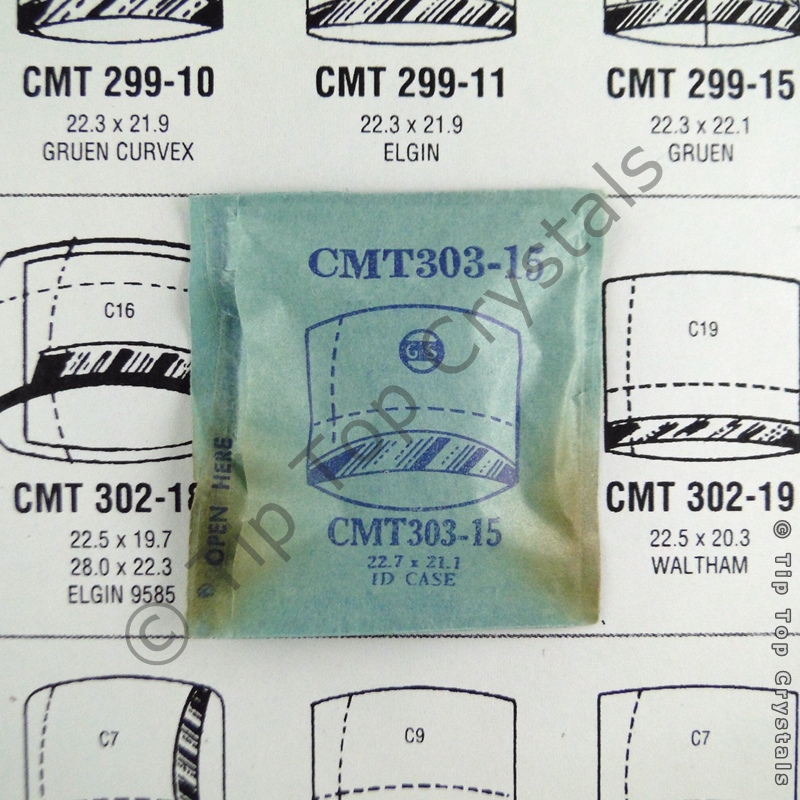 CMT 299-10
22.3 x 21.9
GRUEN CURVEX
CMT 299-11
22.3 x 21.9
ELGIN
CMT 299-15
22.3 x 22.1
GRUEN
C16
CMT 302-18
22.5 x 19.7
28.0 x 22.3
ELGIN 9585
CMT303-15
GS
OPEN HERE
CMT303-15
22.7 x 21.1
ID CASE
C19
CMT 302-19
22.5 x 20.3
WALTHAM
C7
C9
C7
© Tip Top Crystals
© Tip Top Crystals